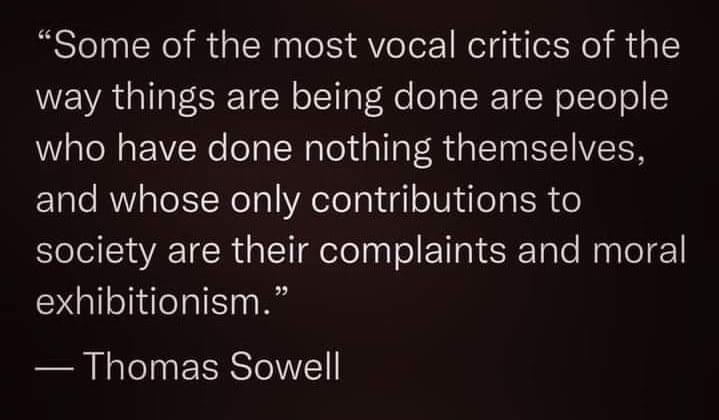 “Some of the most vocal critics of the
way things are being done are people
who have done nothing themselves,
and whose only contributions to
society are their complaints and moral
exhibitionism.”
— Thomas Sowell